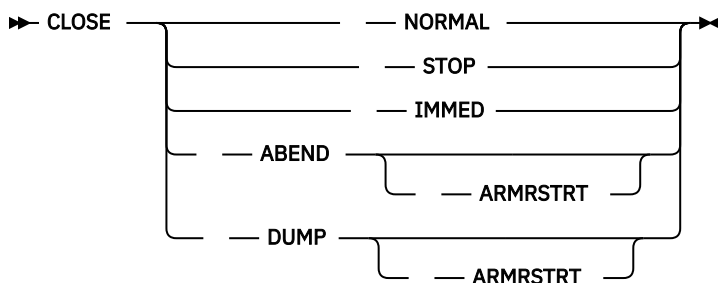 CLOSE NORMAL
STOP
IMMED
ABEND
ARMRSTRT
DUMP
ARMRSTRT